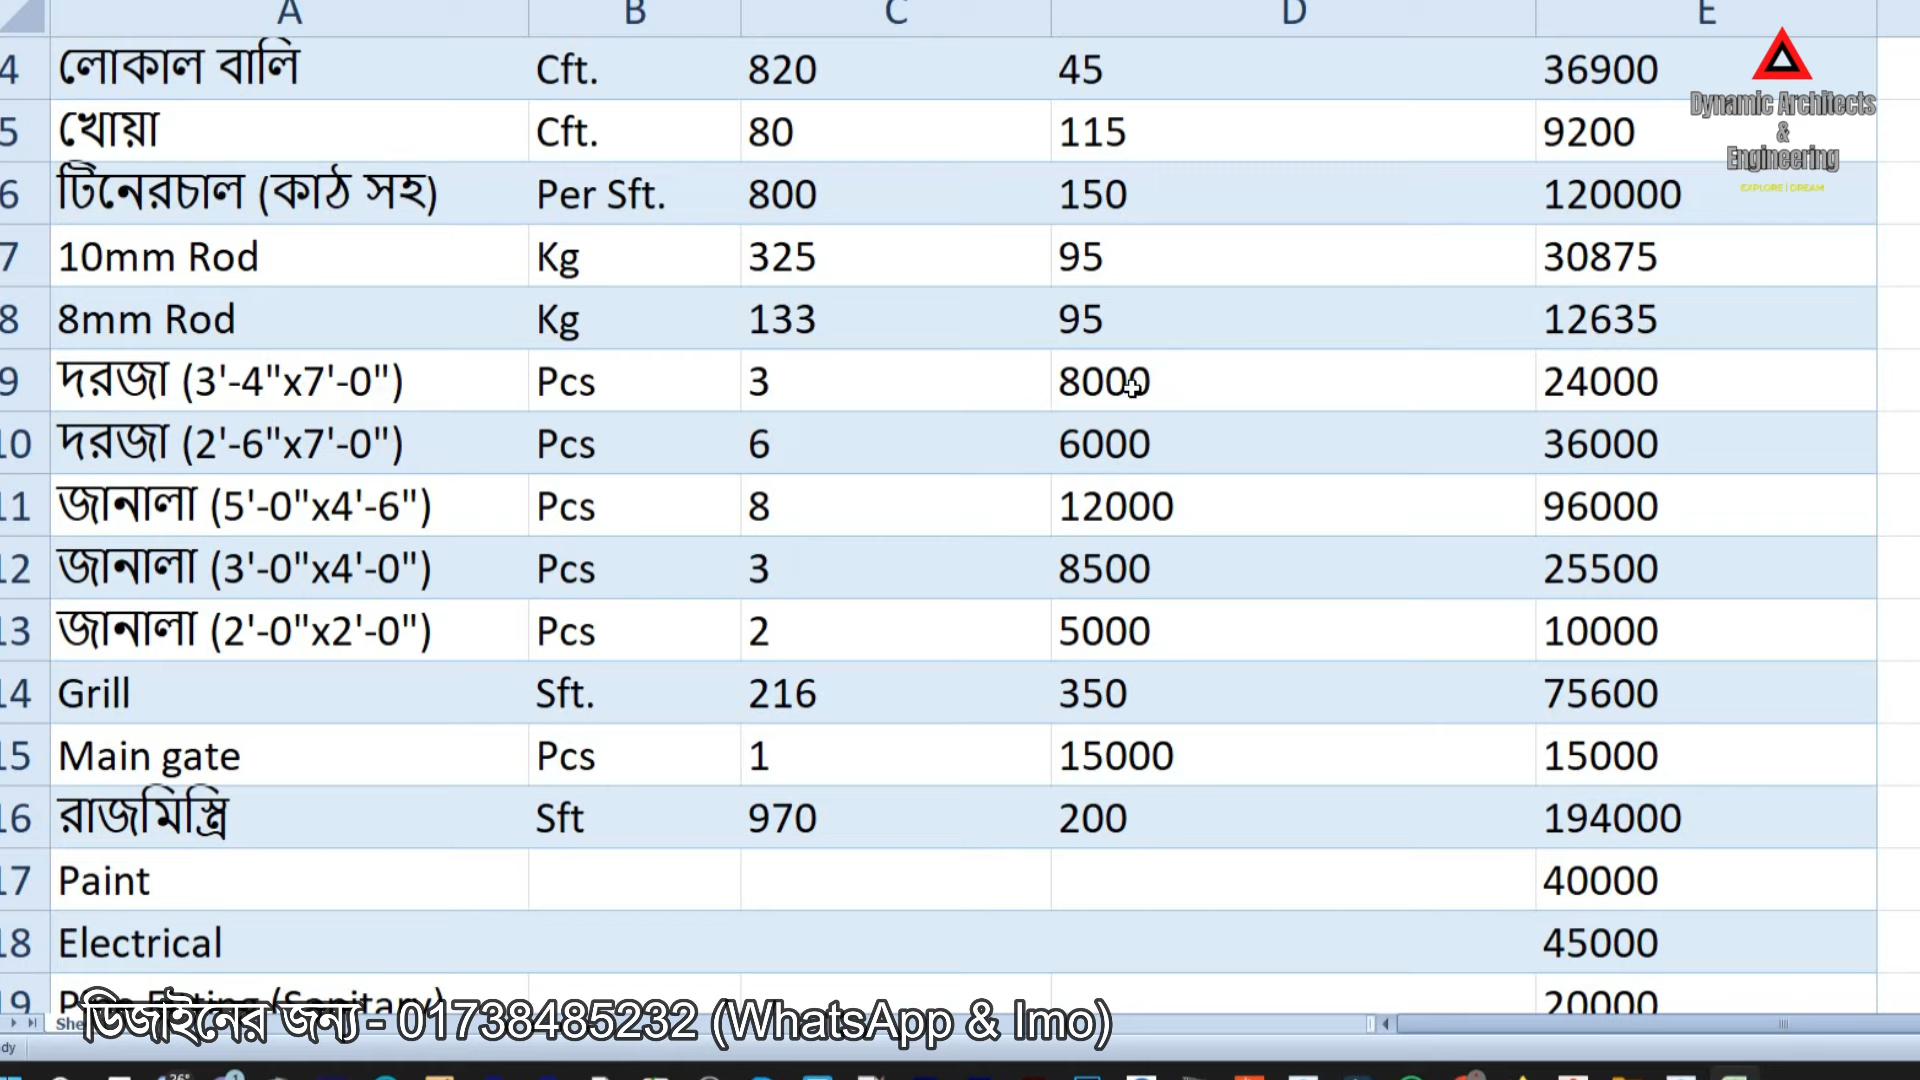 A B C D E
4 লোকাল বালি Cft. 820 45 36900
5 খোয়া Cft. 80 115 9200
6 টিনেরচাল (কাঠ সহ) Per Sft. 800 150 120000
7 10mm Rod Kg 325 95 30875
8 8mm Rod Kg 133 95 12635
9 দরজা (3'-4"x7'-0") Pcs 3 8000 24000
10 দরজা (2'-6"x7'-0") Pcs 6 6000 36000
11 জানালা (5'-0"x4'-6") Pcs 8 12000 96000
12 জানালা (3'-0"x4'-0") Pcs 3 8500 25500
13 জানালা (2'-0"x2'-0") Pcs 2 5000 10000
14 Grill Sft. 216 350 75600
15 Main gate Pcs 1 15000 15000
16 রাজমিস্ত্রি Sft 970 200 194000
17 Paint 40000
18 Electrical 45000
19 (Sanitary) 20000
Dynamic Architects
&
Engineering
EXPLORE | DREAM
ডিজাইনের জন্য - 01738485232 (WhatsApp & Imo)
26°